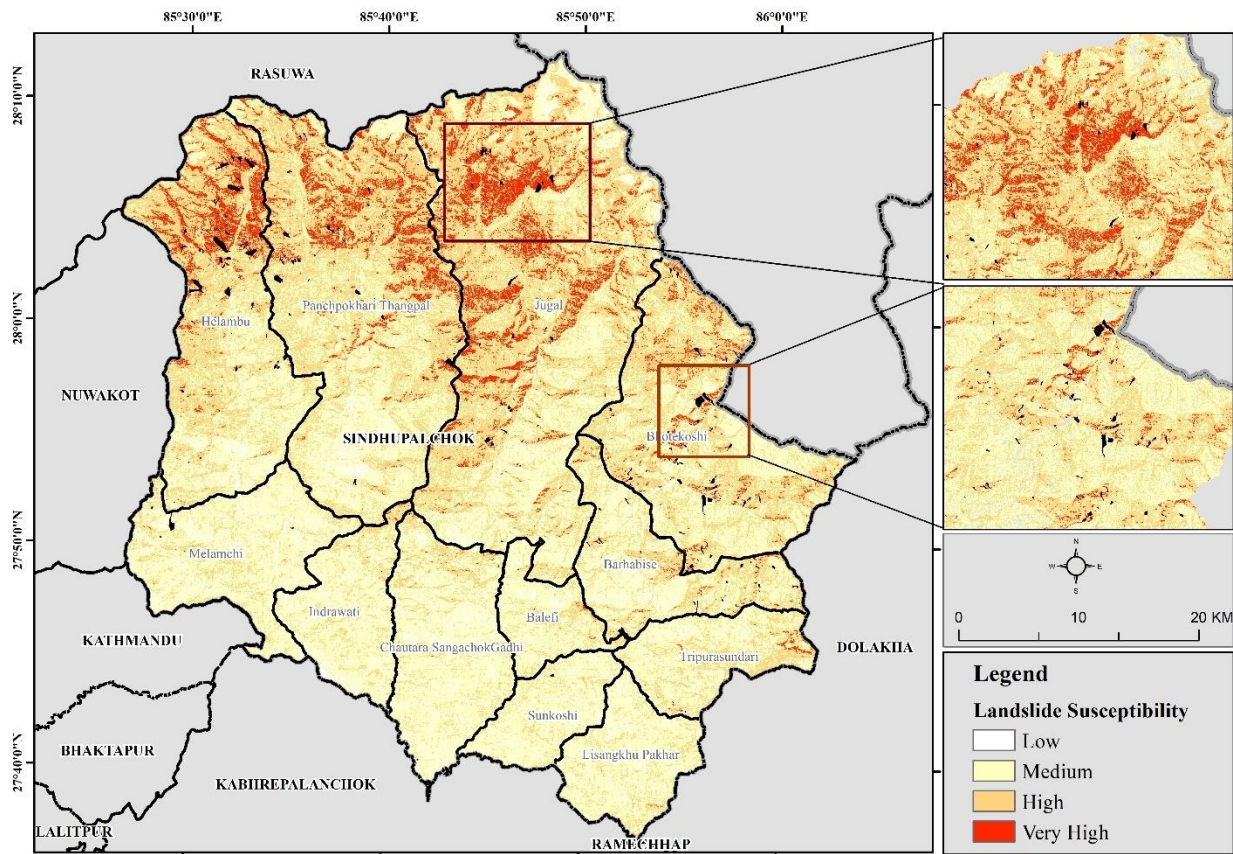 85°30'0"E
85°40'0"E
85°50'0"E
86°0'0"E
28°10'0"N
28°0'0"N
27°50'0"N
27°40'0"N
RASUWA
NUWAKOT
Helambu
Panchpokhari Thangpal
Jugal
SINDHUPALCHOK
Bhotekoshi
Melamchi
Indrawati
Barhabise
Balefi
Chautara SangachokGadhi
Tripurasundari
Sunkoshi
Lisangkhu Pakhar
KATHMANDU
BHAKTAPUR
LALITPUR
KABHREPALANCHOK
RAMECHHAP
DOLAKHA
N
W
E
S
0
10
20 KM
Legend
Landslide Susceptibility
Low
Medium
High
Very High